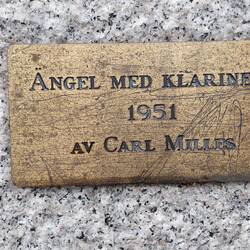 ÄNGEL MED KLARINE
1951
AV CARL MILLES